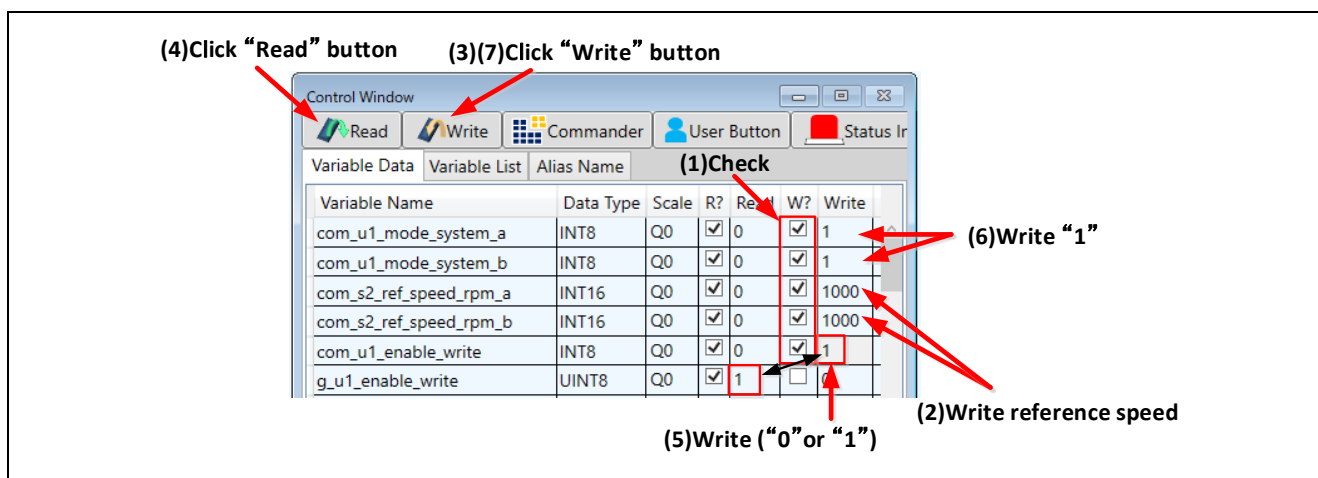 (4)Click “Read” button
(3)(7)Click “Write” button
Control Window
Read Write Commander User Button Status In
Variable Data Variable List Alias Name
(1)Check
Variable Name Data Type Scale R? Read W? Write
com_u1_mode_system_a INT8 Q0 0 1
com_u1_mode_system_b INT8 Q0 0 1
(6)Write “1”
com_s2_ref_speed_rpm_a INT16 Q0 0 1000
com_s2_ref_speed_rpm_b INT16 Q0 0 1000
com_u1_enable_write INT8 Q0 0 1
g_u1_enable_write UINT8 Q0 1
(2)Write reference speed
(5)Write (“0”or “1”)